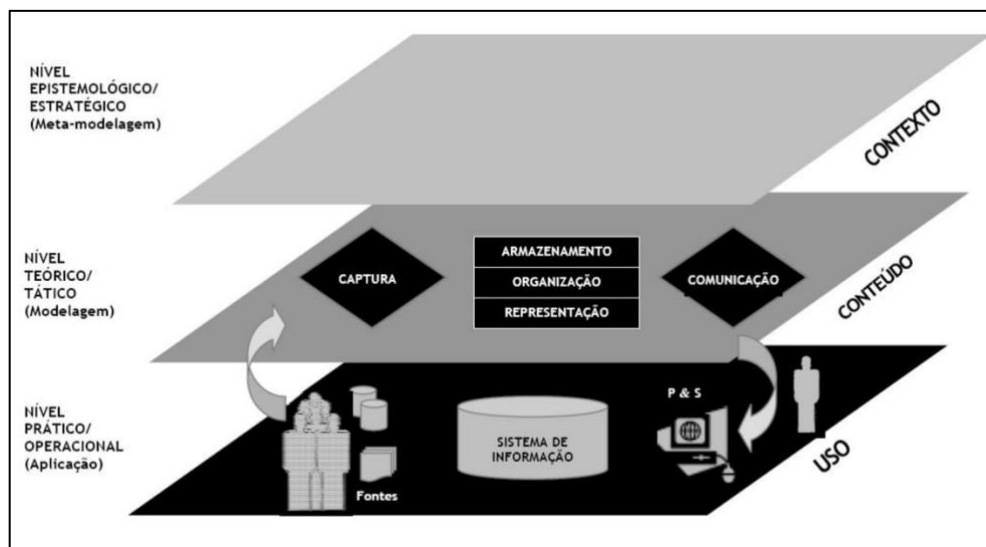 NÍVEL
EPISTEMOLÓGICO/
ESTRATÉGICO
(Meta-modelagem)
CONTEXTO
NÍVEL
TEÓRICO/
TÁTICO
(Modelagem)
CAPTURA
ARMAZENAMENTO
ORGANIZAÇÃO
REPRESENTAÇÃO
COMUNICAÇÃO
CONTEÚDO
NÍVEL
PRÁTICO/
OPERACIONAL
(Aplicação)
Fontes
SISTEMA DE
INFORMAÇÃO
P & S
USO